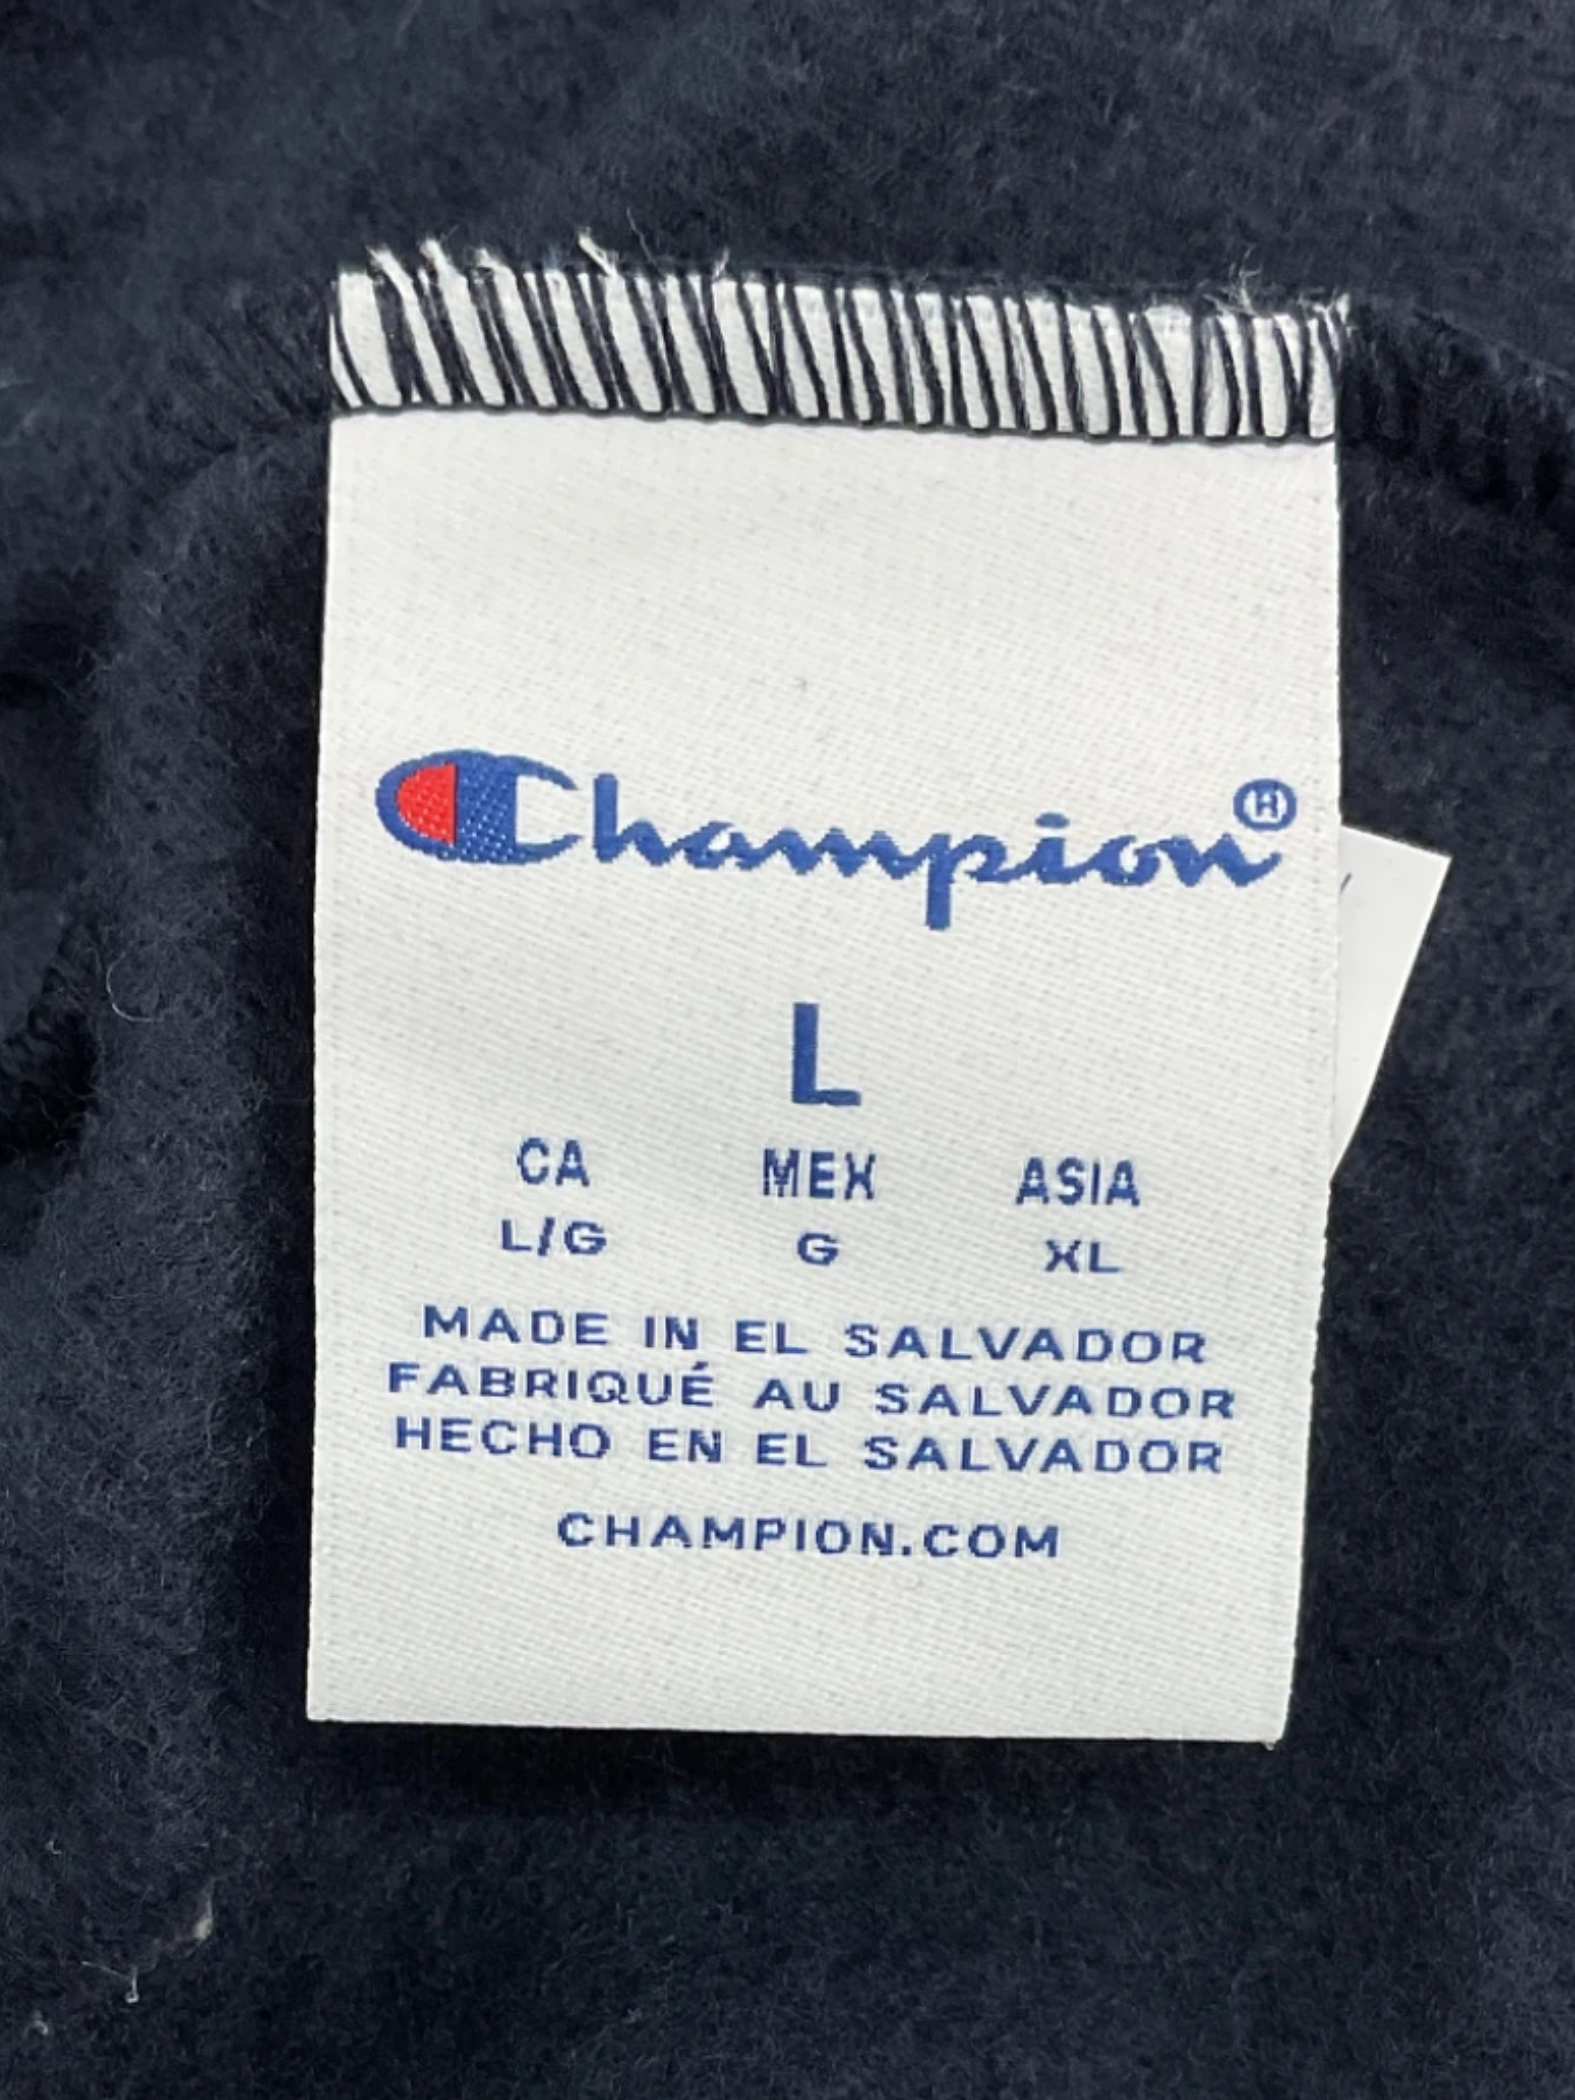 Champion®
L
CA MEX ASIA
L/G G XL
MADE IN EL SALVADOR
FABRIQUÉ AU SALVADOR
HECHO EN EL SALVADOR
CHAMPION.COM